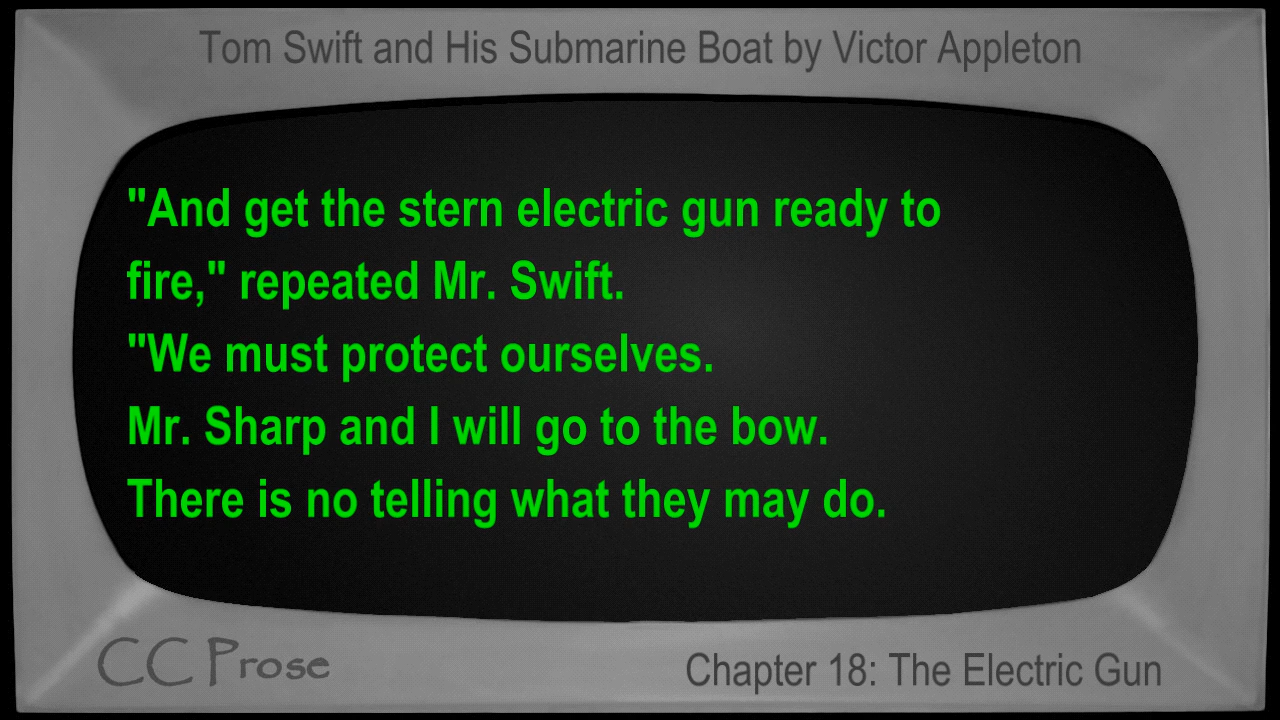 Tom Swift and His Submarine Boat by Victor Appleton
"And get the stern electric gun ready to
fire," repeated Mr. Swift.
"We must protect ourselves.
Mr. Sharp and I will go to the bow.
There is no telling what they may do.
CC Prose
Chapter 18: The Electric Gun